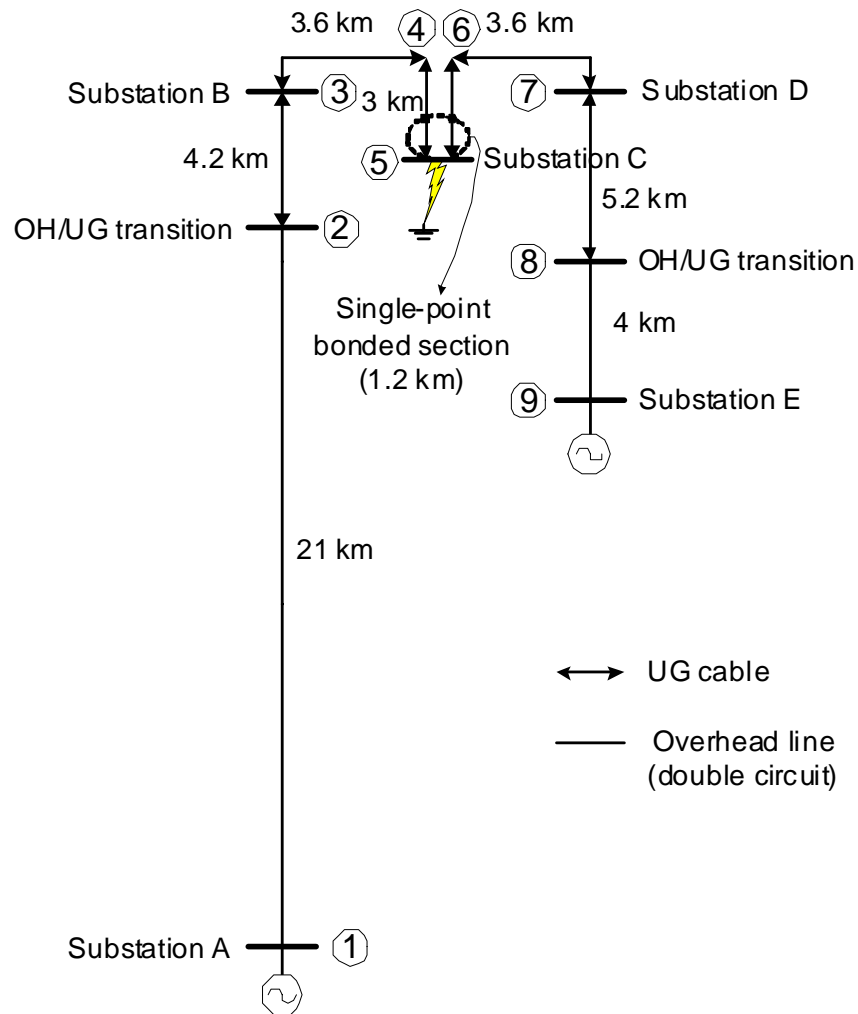 3.6 km
4
6
3.6 km
Substation B
3
3 km
7
Substation D
5
Substation C
4.2 km
5.2 km
OH/UG transition
2
8
OH/UG transition
Single-point
bonded section
(1.2 km)
4 km
9
Substation E
21 km
UG cable
Overhead line
(double circuit)
Substation A
1